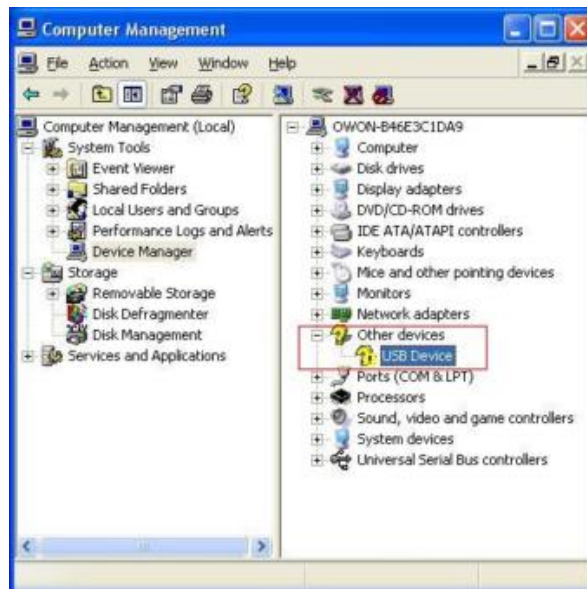 Computer Management
File Action View Window Help
Computer Management (Local)
System Tools
Event Viewer
Shared Folders
Local Users and Groups
Performance Logs and Alerts
Device Manager
Storage
Removable Storage
Disk Defragmenter
Disk Management
Services and Applications
OWON-B46E3C1DA9
Computer
Disk drives
Display adapters
DVD/CD-ROM drives
IDE ATA/ATAPI controllers
Keyboards
Mice and other pointing devices
Monitors
Network adapters
Other devices
USB Device
Ports (COM & LPT)
Processors
Sound, video and game controllers
System devices
Universal Serial Bus controllers